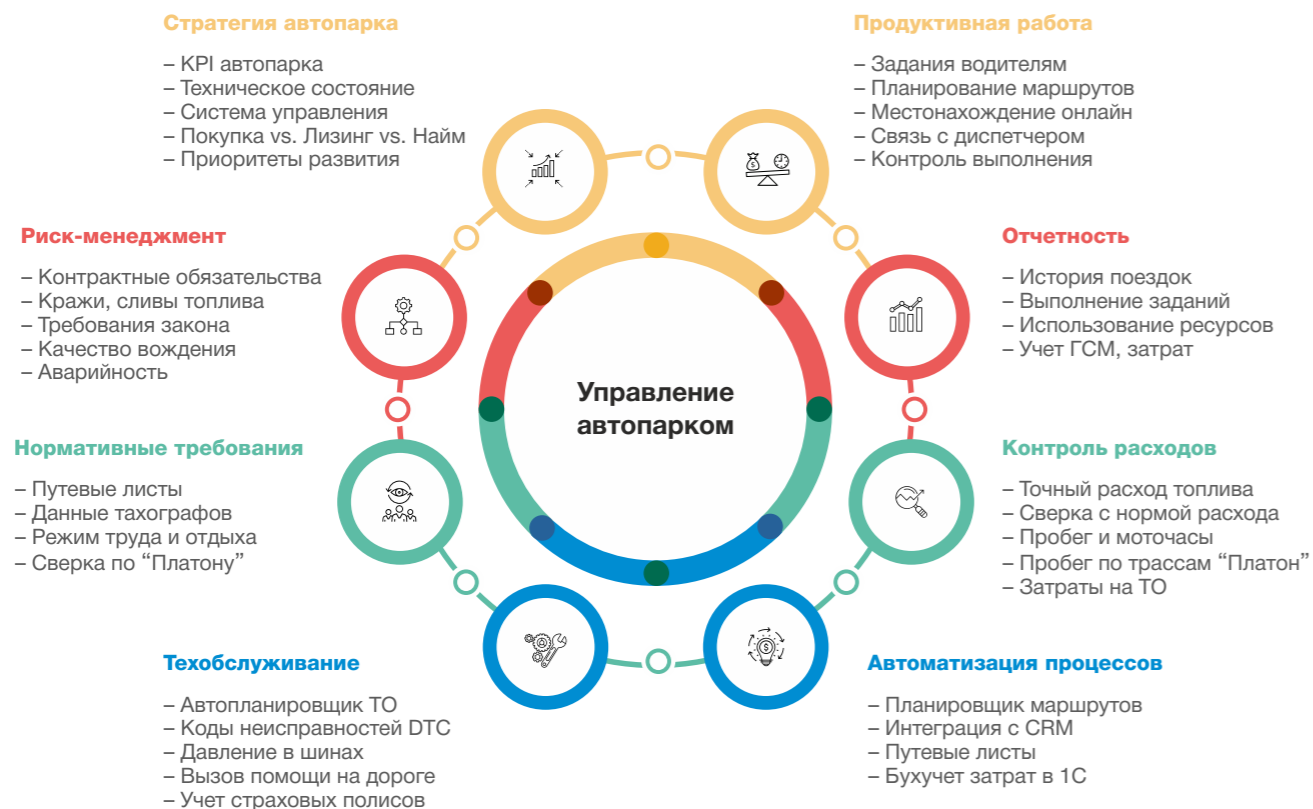 Стратегия автопарка
– KPI автопарка
– Техническое состояние
– Система управления
– Покупка vs. Лизинг vs. Найм
– Приоритеты развития
Продуктивная работа
– Задания водителям
– Планирование маршрутов
– Местонахождение онлайн
– Связь с диспетчером
– Контроль выполнения
Риск-менеджмент
– Контрактные обязательства
– Кражи, сливы топлива
– Требования закона
– Качество вождения
– Аварийность
Отчетность
– История поездок
– Выполнение заданий
– Использование ресурсов
– Учет ГСМ, затрат
Управление
автопарком
Нормативные требования
– Путевые листы
– Данные тахографов
– Режим труда и отдыха
– Сверка по “Платону”
Контроль расходов
– Точный расход топлива
– Сверка с нормой расхода
– Пробег и моточасы
– Пробег по трассам “Платон”
– Затраты на ТО
Техобслуживание
– Автопланировщик ТО
– Коды неисправностей DTC
– Давление в шинах
– Вызов помощи на дороге
– Учет страховых полисов
Автоматизация процессов
– Планировщик маршрутов
– Интеграция с CRM
– Путевые листы
– Бухучет затрат в 1С